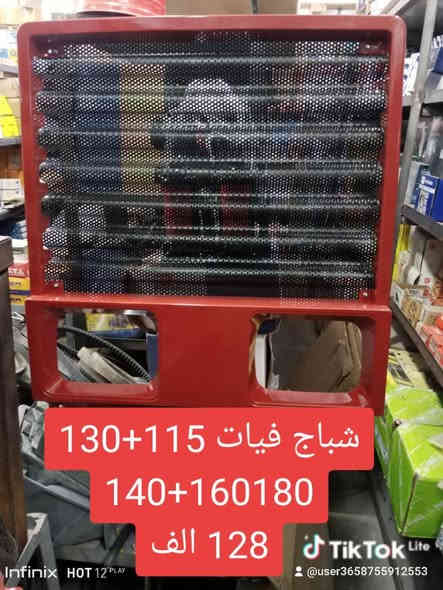 شباج فيات 115+130
140+160180
128 الف
TikTok Lite
@user3658755912553
Infinix HOT 12 PLAY